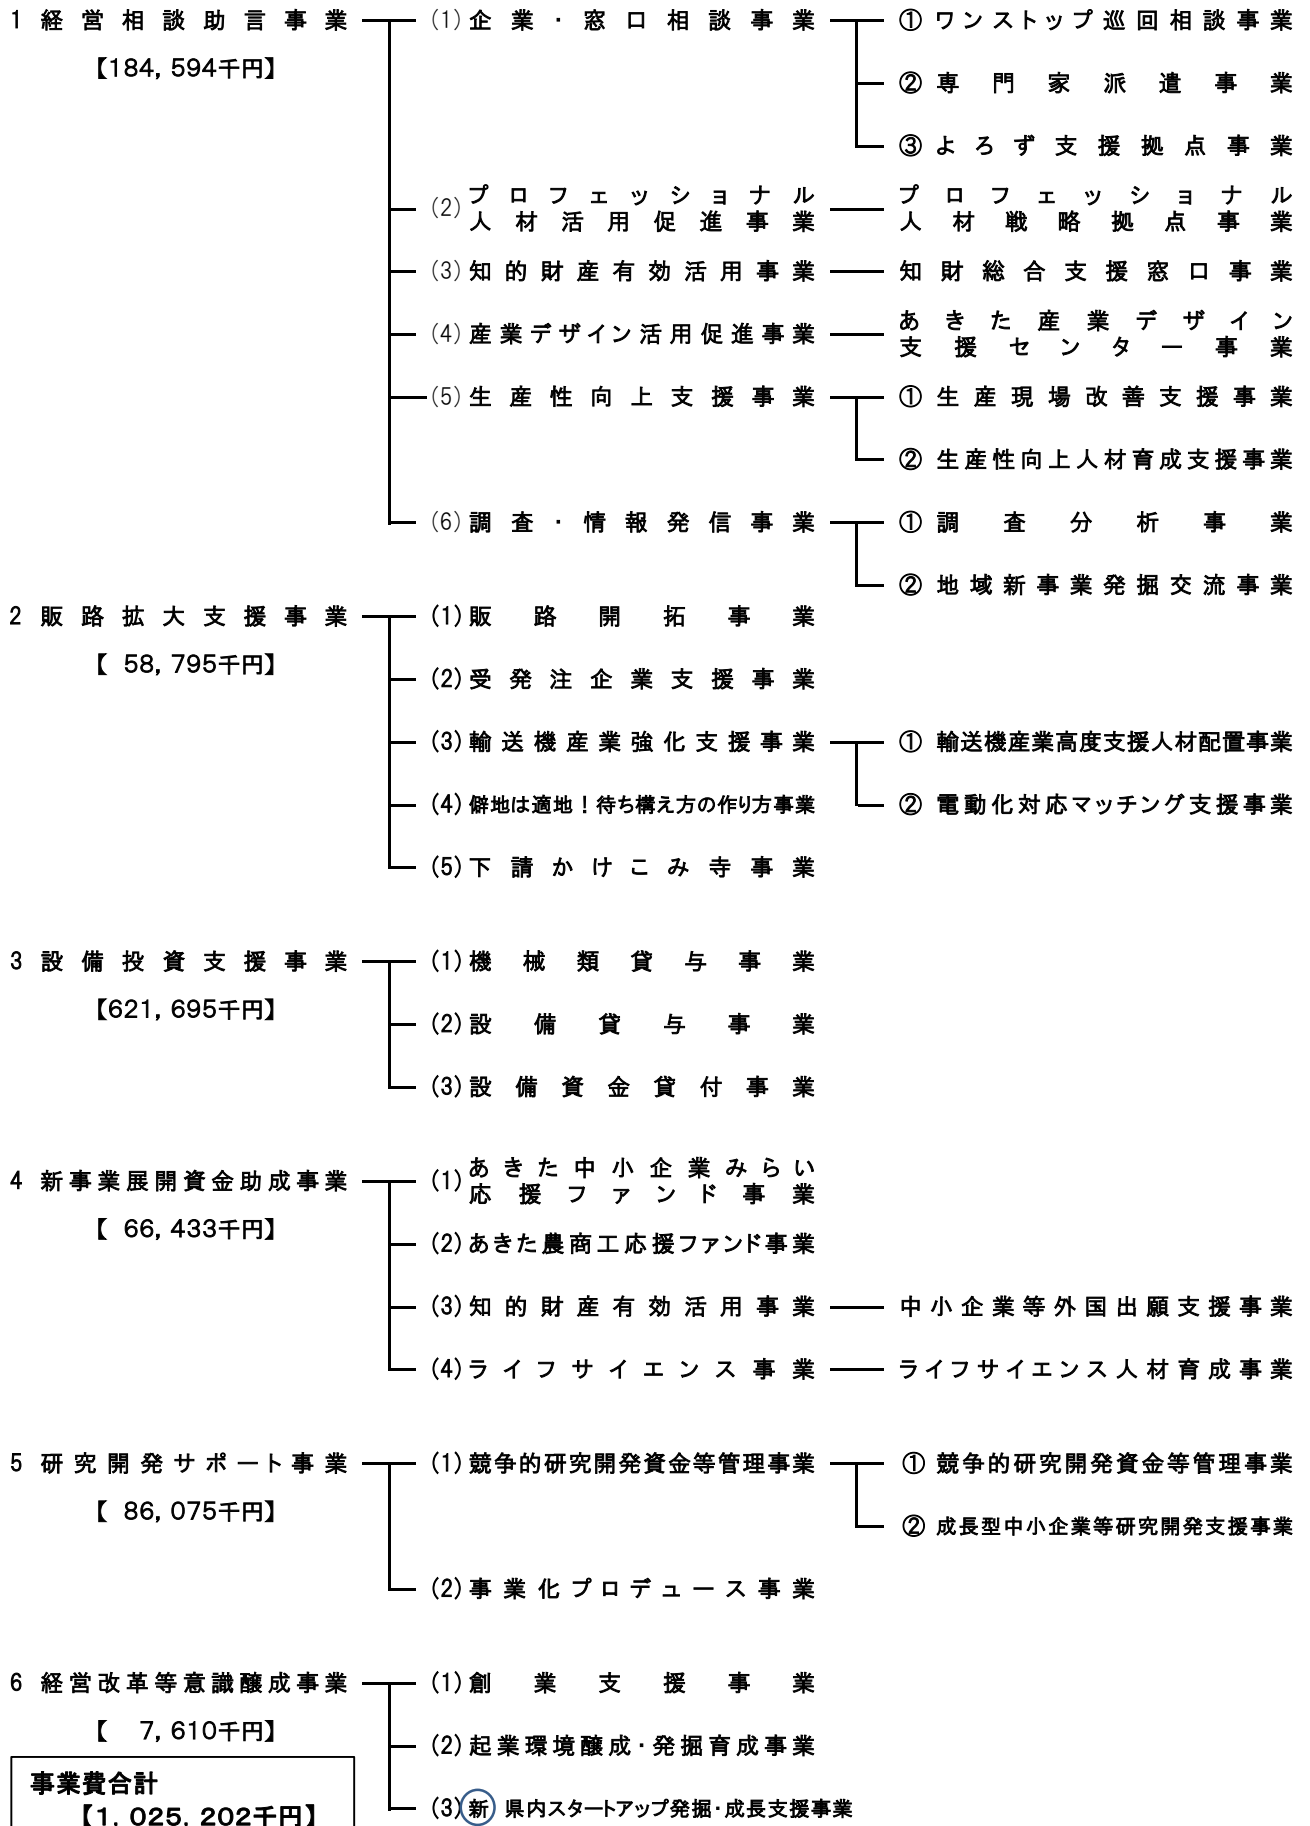 1 経営相談助言事業 (1) 企業・窓口相談事業 ① ワンストップ巡回相談事業
【184,594千円】 ② 専門家派遣事業
③ よろず支援拠点事業
(2) プロフェッショナル プロフェッショナル
人材活用促進事業 人材戦略拠点事業
(3) 知的財産有効活用事業 知財総合支援窓口事業
(4) 産業デザイン活用促進事業 あきた産業デザイン
支援センター事業
(5) 生産性向上支援事業 ① 生産現場改善支援事業
② 生産性向上人材育成支援事業
(6) 調査・情報発信事業 ① 調査分析事業
② 地域新事業発掘交流事業
2 販路拡大支援事業 (1) 販路開拓事業
【 58,795千円】 (2) 受発注企業支援事業
(3) 輸送機産業強化支援事業 ① 輸送機産業高度支援人材配置事業
(4) 僻地は適地！待ち構え方の作り方事業 ② 電動化対応マッチング支援事業
(5) 下請かけこみ寺事業
3 設備投資支援事業 (1) 機械類貸与事業
【621,695千円】 (2) 設備貸与事業
(3) 設備資金貸付事業
4 新事業展開資金助成事業 (1) あきた中小企業みらい
応援ファンド事業
【 66,433千円】 (2) あきた農商工応援ファンド事業
(3) 知的財産有効活用事業 中小企業等外国出願支援事業
(4) ライフサイエンス事業 ライフサイエンス人材育成事業
5 研究開発サポート事業 (1) 競争的研究開発資金等管理事業 ① 競争的研究開発資金等管理事業
【 86,075千円】 ② 成長型中小企業等研究開発支援事業
(2) 事業化プロデュース事業
6 経営改革等意識醸成事業 (1) 創業支援事業
【 7,610千円】 (2) 起業環境醸成・発掘育成事業
事業費合計
【1,025,202千円】 (3) 新 県内スタートアップ発掘・成長支援事業